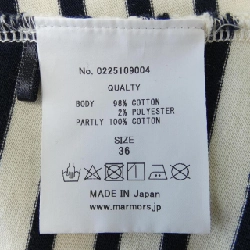 No. 0225109004
QUALTY
BODY 98% COTTON
2% POLYESTER
PARTLY 100% COTTON
SIZE
36
MADE IN Japan
www.marmors.jp